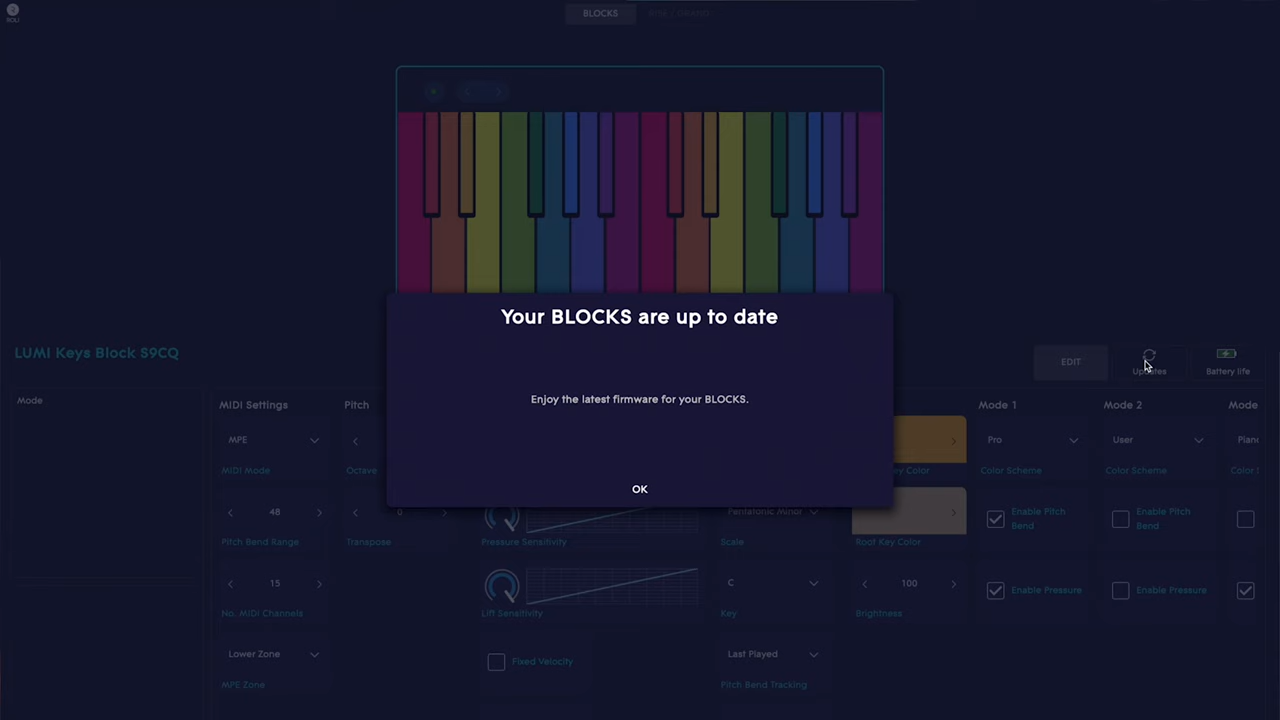 ROLI
BLOCKS
Your BLOCKS are up to date
Enjoy the latest firmware for your BLOCKS.
OK
LUMI Keys Block S9CQ
EDIT
Updates
Battery life
Mode
MIDI Settings
Pitch
Mode 1
Mode 2
Mode
MPE
Pro
User
MIDI Mode
Octave
Color Scheme
Color Scheme
48
0
Pentatonic Minor
Enable Pitch
Bend
Enable Pitch
Bend
Pitch Bend Range
Transpose
Pressure Sensitivity
Scale
Root Key Color
15
C
100
Enable Pressure
Enable Pressure
No. MIDI Channels
Lift Sensitivity
Key
Brightness
Lower Zone
Fixed Velocity
Last Played
MPE Zone
Pitch Bend Tracking